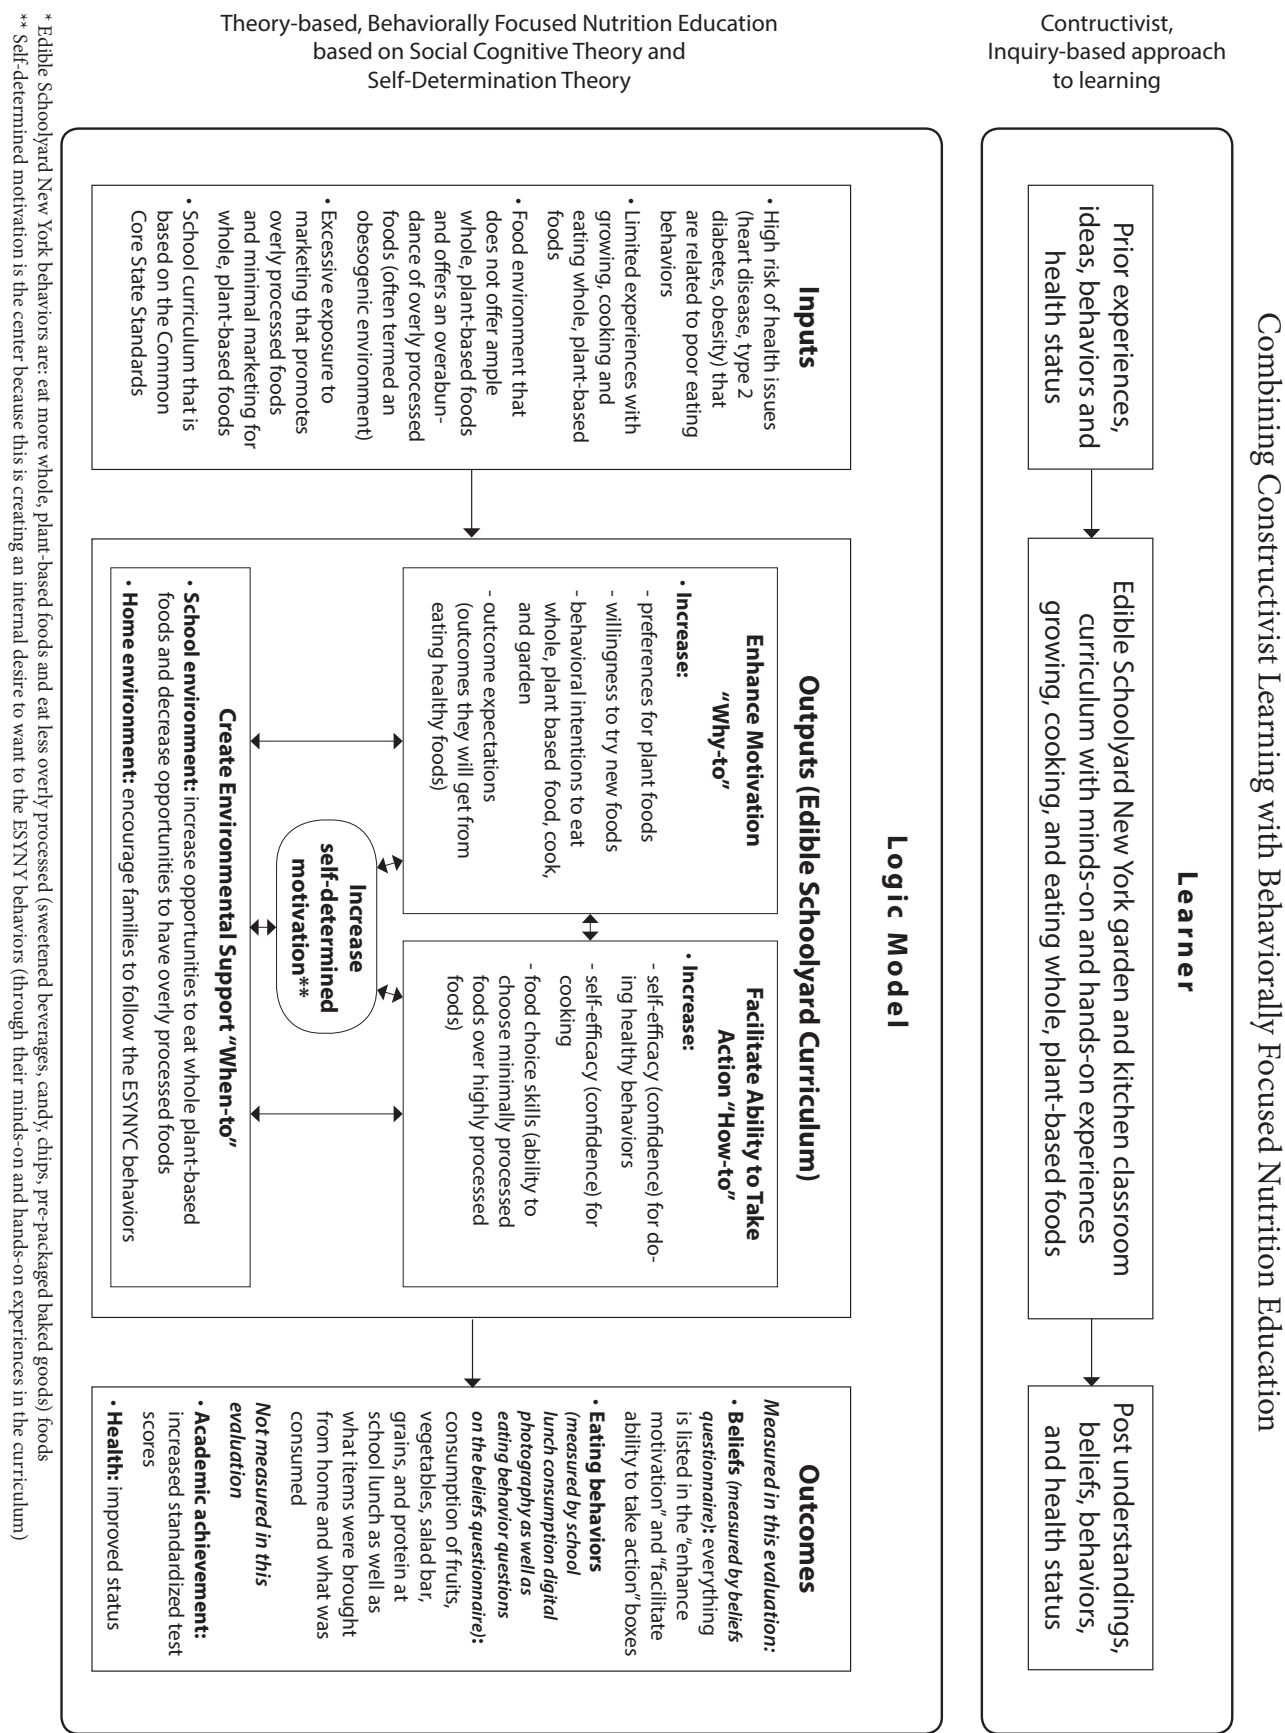 Combining Constructivist Learning with Behaviorally Focused Nutrition Education
Contructivist,
Inquiry-based approach
to learning
Learner
Prior experiences,
ideas, behaviors and
health status
Edible Schoolyard New York garden and kitchen classroom
curriculum with minds-on and hands-on experiences
growing, cooking, and eating whole, plant-based foods
Post understandings,
beliefs, behaviors,
and health status
Theory-based, Behaviorally Focused Nutrition Education
based on Social Cognitive Theory and
Self-Determination Theory
Logic Model
Inputs
• High risk of health issues
(heart disease, type 2
diabetes, obesity) that
are related to poor eating
behaviors
• Limited experiences with
growing, cooking and
eating whole, plant-based
foods
• Food environment that
does not offer ample
whole, plant-based foods
and offers an overabun-
dance of overly processed
foods (often termed an
obesogenic environment)
• Excessive exposure to
marketing that promotes
overly processed foods
and minimal marketing for
whole, plant-based foods
• School curriculum that is
based on the Common
Core State Standards
Outputs (Edible Schoolyard Curriculum)
Enhance Motivation
"Why-to"
• Increase:
- preferences for plant foods
- willingness to try new foods
- behavioral intentions to eat
whole, plant based food, cook,
and garden
- outcome expectations
(outcomes they will get from
eating healthy foods)
Facilitate Ability to Take
Action "How-to"
• Increase:
- self-efficacy (confidence) for do-
ing healthy behaviors
- self-efficacy (confidence) for
cooking
- food choice skills (ability to
choose minimally processed
foods over highly processed
foods)
Increase
self-determined
motivation**
Create Environmental Support "When-to"
• School environment: increase opportunities to eat whole plant-based
foods and decrease opportunities to have overly processed foods
• Home environment: encourage families to follow the ESYNYC behaviors
Outcomes
Measured in this evaluation:
• Beliefs (measured by beliefs
questionnaire): everything
is listed in the "enhance
motivation" and "facilitate
ability to take action" boxes
• Eating behaviors
(measured by school
lunch consumption digital
photography as well as
eating behavior questions
on the beliefs questionnaire):
consumption of fruits,
vegetables, salad bar,
grains, and protein at
school lunch as well as
what items were brought
from home and what was
consumed
Not measured in this
evaluation
• Academic achievement:
increased standardized test
scores
• Health: improved status
* Edible Schoolyard New York behaviors are: eat more whole, plant-based foods and eat less overly processed (sweetened beverages, candy, chips, pre-packaged baked goods) foods
** Self-determined motivation is the center because this is creating an internal desire to want to the ESYNY behaviors (through their minds-on and hands-on experiences in the curriculum)